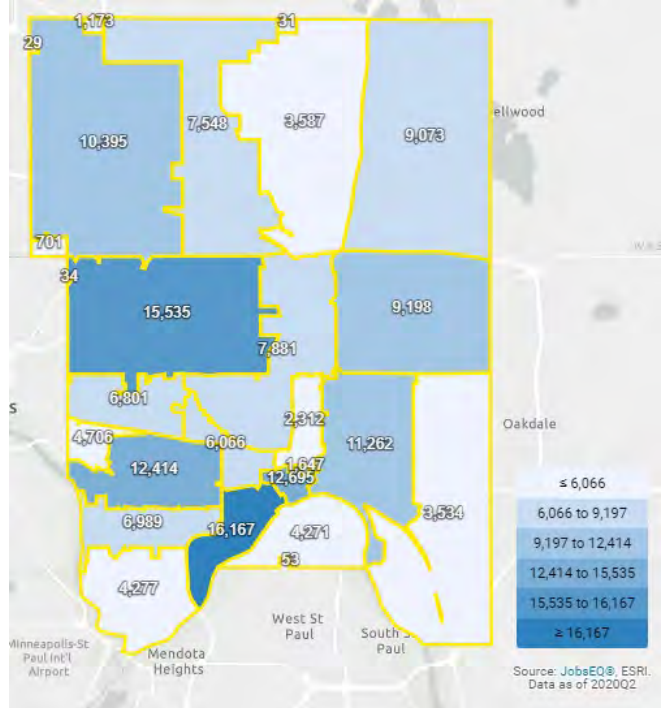 1,173
31
29
7,548
3,587
9,073
ellwood
10,395
701
34
15,535
9,198
7,881
6,801
2,312
S
4,706
6,066
11,262
Oakdale
12,414
1,647
12,695
≤ 6,066
6,989
16,167
4,271
3,534
6,066 to 9,197
9,197 to 12,414
53
4,277
12,414 to 15,535
15,535 to 16,167
West St
Paul
South S
Paul
≥ 16,167
Minneapolis-St
Paul Int'l
Airport
Mendota
Heights
Source: JobsEQ®, ESRI.
Data as of 2020Q2